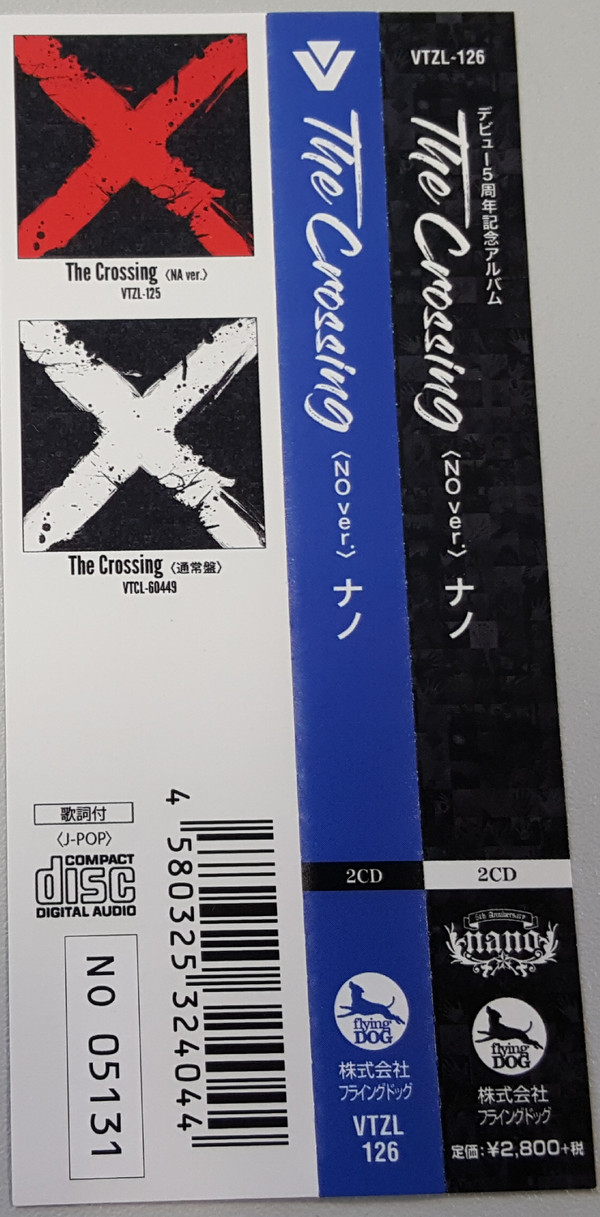 The Crossing 〈NA ver.〉
VTZL-125
The Crossing 〈通常盤〉
VTCL-60449
歌詞付
〈J-POP〉
COMPACT
disc
DIGITAL AUDIO
NO 05131
4 580325 324044
The Crossing 〈NO ver.〉 ナノ
2CD
flying
DOG
株式会社
フライングドッグ
VTZL
126
VTZL-126
デビュー5周年記念アルバム
The Crossing 〈NO ver.〉 ナノ
2CD
5th Anniversary
nano
flying
DOG
株式会社
フライングドッグ
定価:¥2,800+税